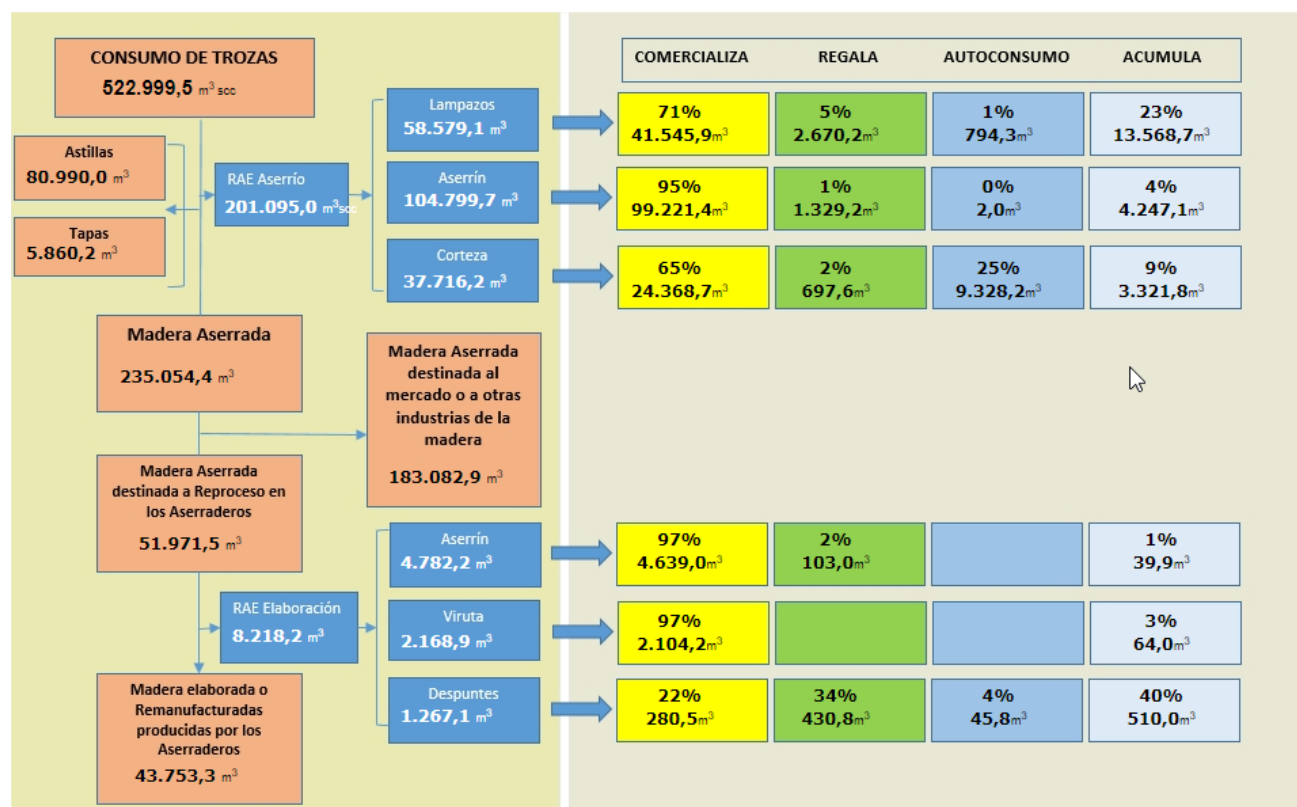 CONSUMO DE TROZAS
522.999,5 m³ scc
Astillas
80.990,0 m³
Tapas
5.860,2 m³
RAE Aserrío
201.095,0 m³scc
Lampazos
58.579,1 m³
Aserrín
104.799,7 m³
Corteza
37.716,2 m³
COMERCIALIZA REGALA AUTOCONSUMO ACUMULA
71% 5% 1% 23%
41.545,9m³ 2.670,2m³ 794,3m³ 13.568,7m³
95% 1% 0% 4%
99.221,4m³ 1.329,2m³ 2,0m³ 4.247,1m³
65% 2% 25% 9%
24.368,7m³ 697,6m³ 9.328,2m³ 3.321,8m³
Madera Aserrada
235.054,4 m³
Madera Aserrada
destinada al
mercado o a otras
industrias de la
madera
183.082,9 m³
Madera Aserrada
destinada a Reproceso en
los Aserraderos
51.971,5 m³
RAE Elaboración
8.218,2 m³
Aserrín
4.782,2 m³
Viruta
2.168,9 m³
Despuntes
1.267,1 m³
97% 2% 1%
4.639,0m³ 103,0m³ 39,9m³
97% 3%
2.104,2m³ 64,0m³
22% 34% 4% 40%
280,5m³ 430,8m³ 45,8m³ 510,0m³
Madera elaborada o
Remanufacturadas
producidas por los
Aserraderos
43.753,3 m³